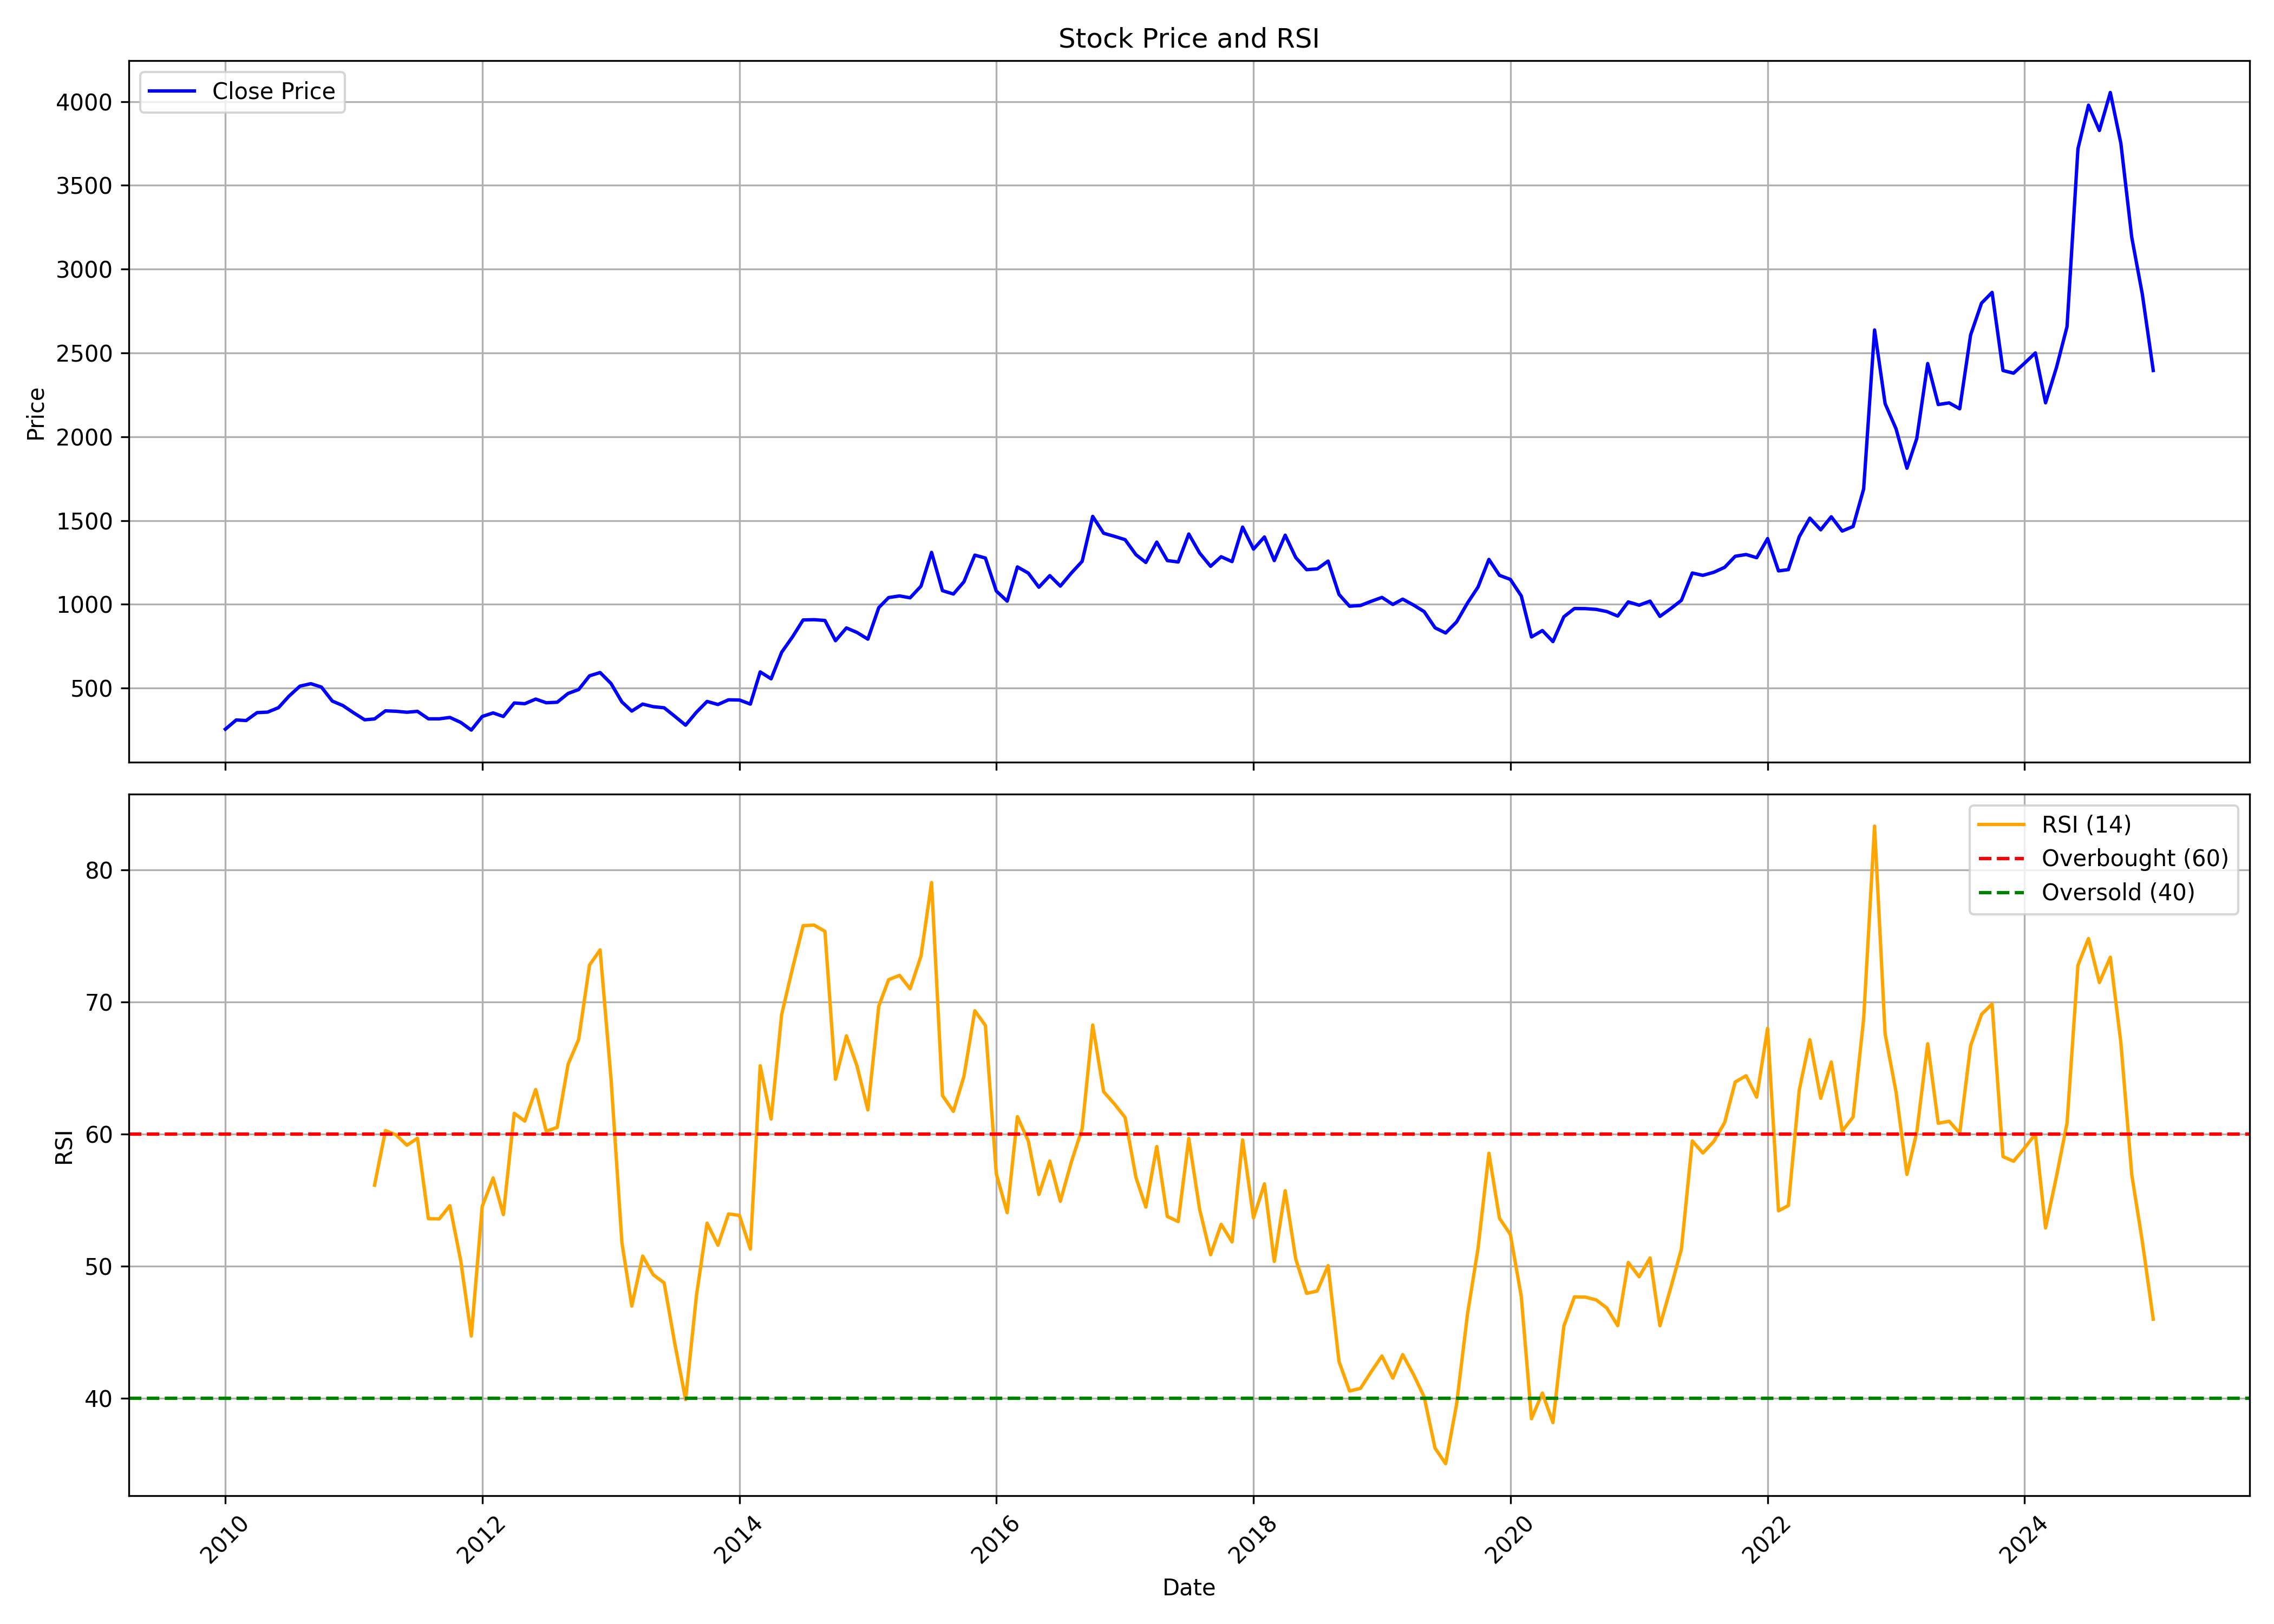 Stock Price and RSI
Close Price
4000
3500
3000
2500
2000
1500
1000
500
Price
RSI (14)
Overbought (60)
Oversold (40)
80
70
60
50
40
RSI
2010
2012
2014
2016
2018
2020
2022
2024
Date